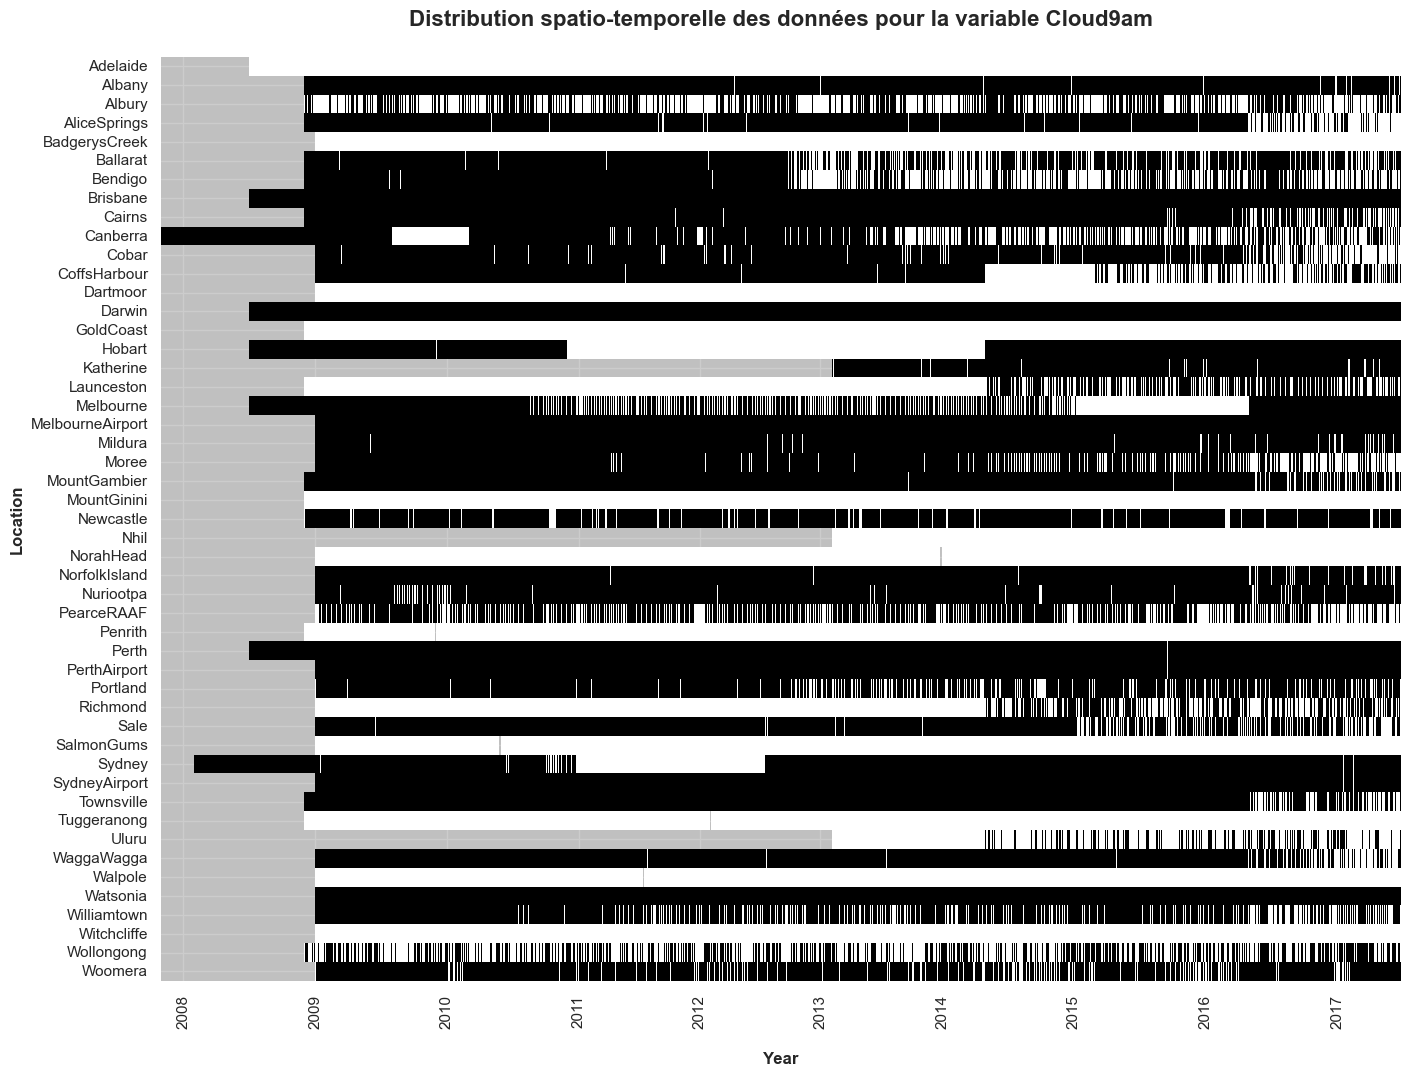 Distribution spatio-temporelle des données pour la variable Cloud9am
Adelaide
Albany
Albury
AliceSprings
BadgerysCreek
Ballarat
Bendigo
Brisbane
Cairns
Canberra
Cobar
CoffsHarbour
Dartmoor
Darwin
GoldCoast
Hobart
Katherine
Launceston
Melbourne
MelbourneAirport
Mildura
Moree
MountGambier
MountGinini
Newcastle
Nhil
NorahHead
NorfolkIsland
Nuriootpa
PearceRAAF
Penrith
Perth
PerthAirport
Portland
Richmond
Sale
SalmonGums
Sydney
SydneyAirport
Townsville
Tuggeranong
Uluru
WaggaWagga
Walpole
Watsonia
Williamtown
Witchcliffe
Wollongong
Woomera
Location
2008
2009
2010
2011
2012
2013
2014
2015
2016
2017
Year